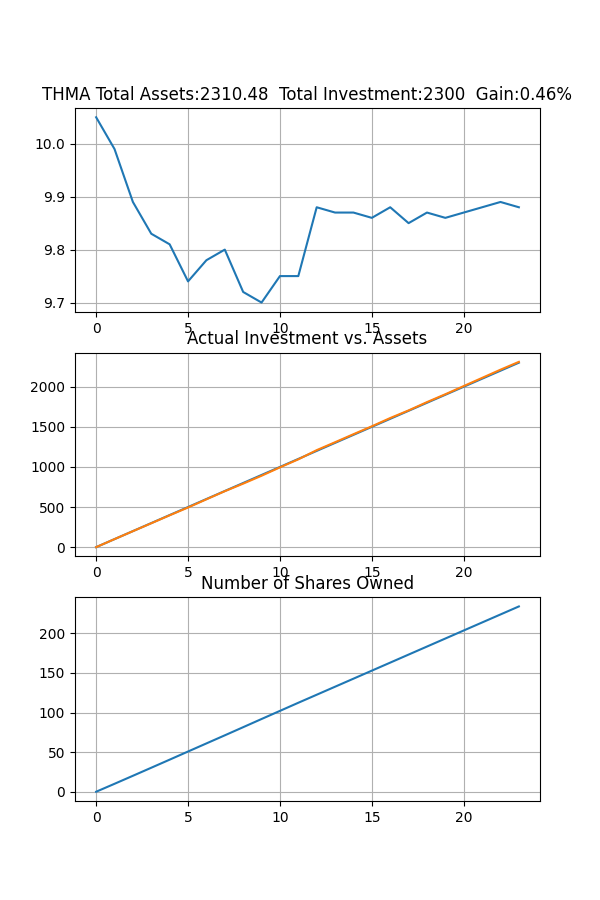 THMA Total Assets:2310.48  Total Investment:2300  Gain:0.46%
10.0
9.9
9.8
9.7
0 5 10 15 20
Actual Investment vs. Assets
2000
1500
1000
500
0
0 5 10 15 20
Number of Shares Owned
200
150
100
50
0
0 5 10 15 20